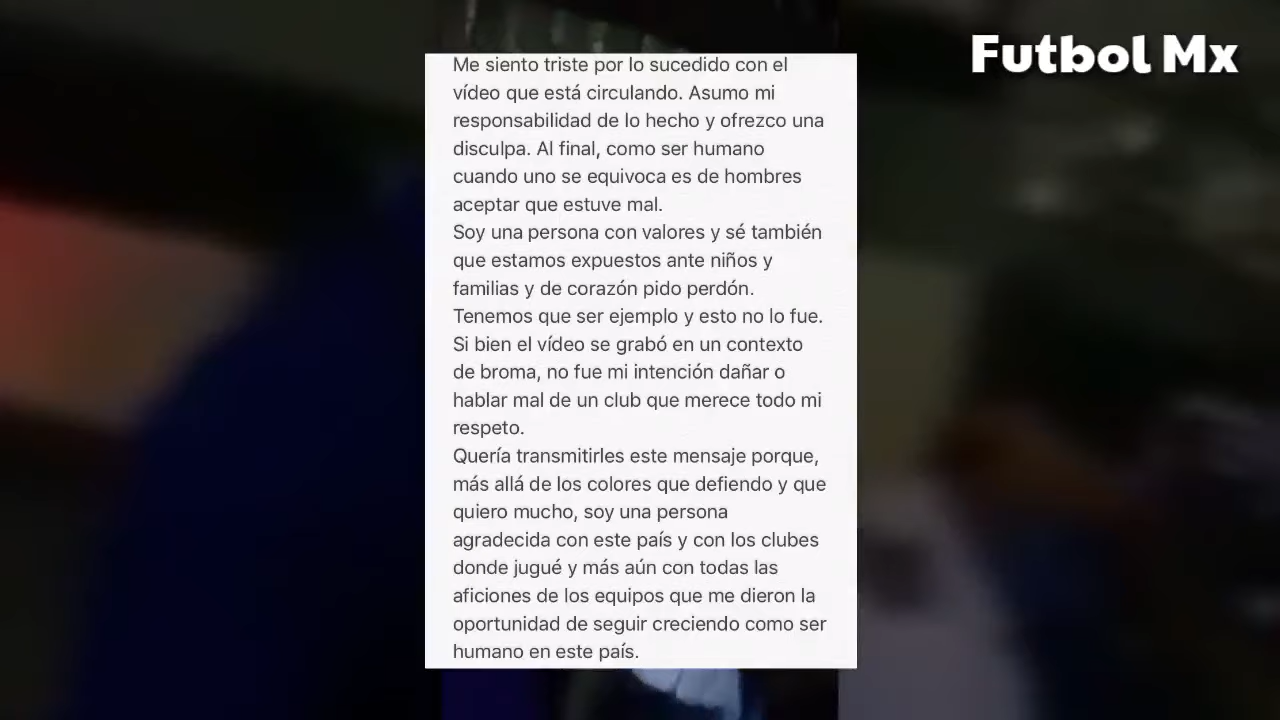 Futbol Mx
Me siento triste por lo sucedido con el
vídeo que está circulando. Asumo mi
responsabilidad de lo hecho y ofrezco una
disculpa. Al final, como ser humano
cuando uno se equivoca es de hombres
aceptar que estuve mal.
Soy una persona con valores y sé también
que estamos expuestos ante niños y
familias y de corazón pido perdón.
Tenemos que ser ejemplo y esto no lo fue.
Si bien el vídeo se grabó en un contexto
de broma, no fue mi intención dañar o
hablar mal de un club que merece todo mi
respeto.
Quería transmitirles este mensaje porque,
más allá de los colores que defiendo y que
quiero mucho, soy una persona
agradecida con este país y con los clubes
donde jugué y más aún con todas las
aficiones de los equipos que me dieron la
oportunidad de seguir creciendo como ser
humano en este país.